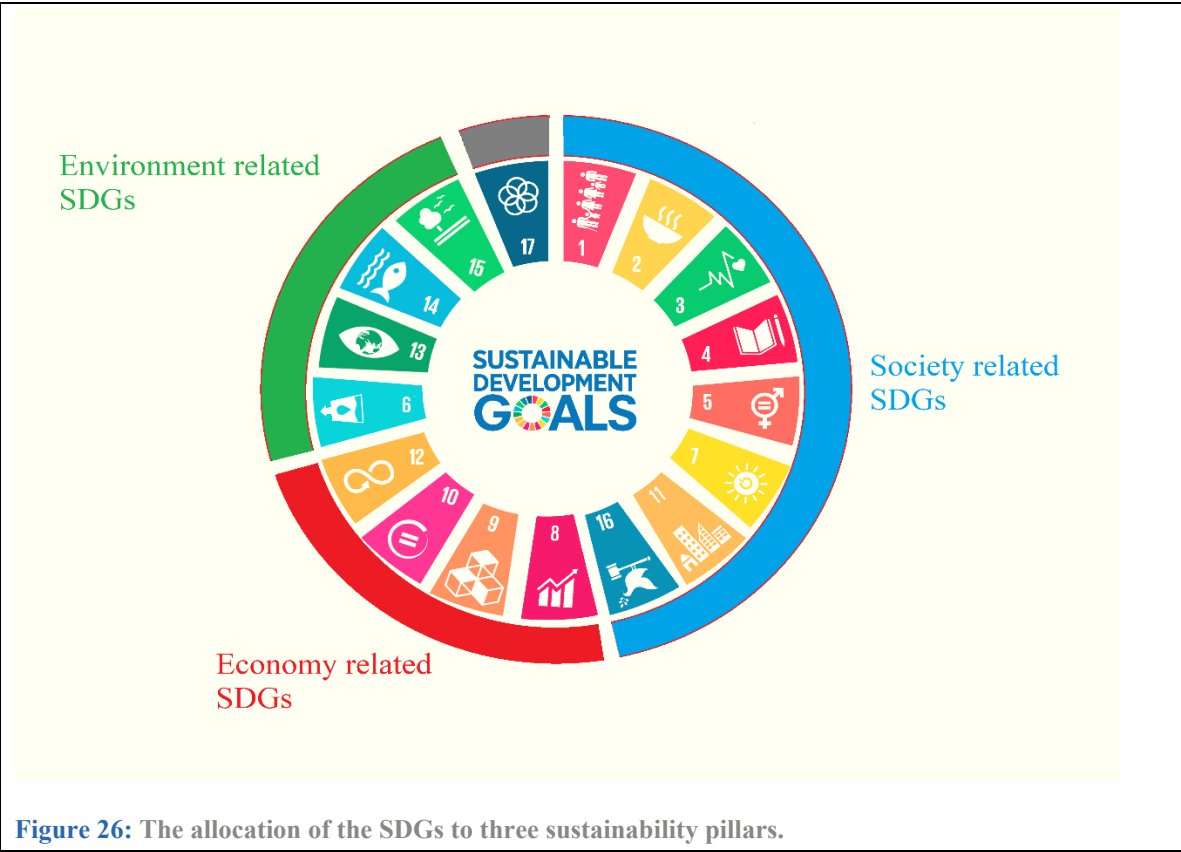 Environment related
SDGs
17
1
2
3
4
5
7
11
16
8
9
10
12
6
13
14
15
SUSTAINABLE
DEVELOPMENT
GOALS
Society related
SDGs
Economy related
SDGs
Figure 26: The allocation of the SDGs to three sustainability pillars.